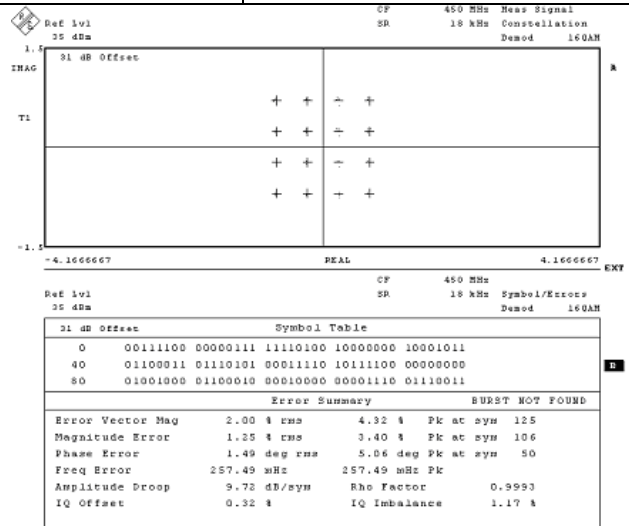 CF 450 MHz Meas Signal
Ref Lvl SR 18 kHz Constellation
35 dBm Demod 16QAM
1.5
31 dB Offset
IMAG A
T1
-1.5
-4.1666667 REAL 4.1666667
EXT
CF 450 MHz
Ref Lvl SR 18 kHz Symbol/Errors
35 dBm Demod 16QAM
31 dB Offset Symbol Table
0 00111100 00000111 11110100 10000000 10001011
40 01100011 01110101 00011110 10111100 00000000
B
80 01001000 01100010 00010000 00001110 01110011
Error Summary BURST NOT FOUND
Error Vector Mag 2.00 % rms 4.32 % Pk at sym 125
Magnitude Error 1.25 % rms 3.40 % Pk at sym 106
Phase Error 1.49 deg rms 5.06 deg Pk at sym 50
Freq Error 257.49 mHz 257.49 mHz Pk
Amplitude Droop 9.72 dB/sym Rho Factor 0.9993
IQ Offset 0.32 % IQ Imbalance 1.17 %